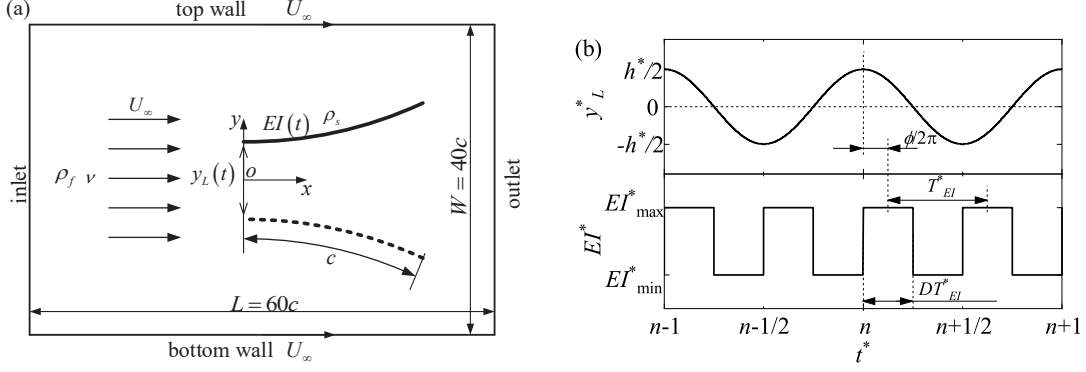 (a)
top wall U∞
U∞
y
EI(t) ρs
inlet
ρf ν
yL(t)
o
x
W = 40c
outlet
c
L = 60c
bottom wall U∞
(b)
y*L
h*/2
0
-h*/2
ϕ/2π
T*EI
EI*
EI*max
EI*min
DT*EI
n-1 n-1/2 n n+1/2 n+1
t*